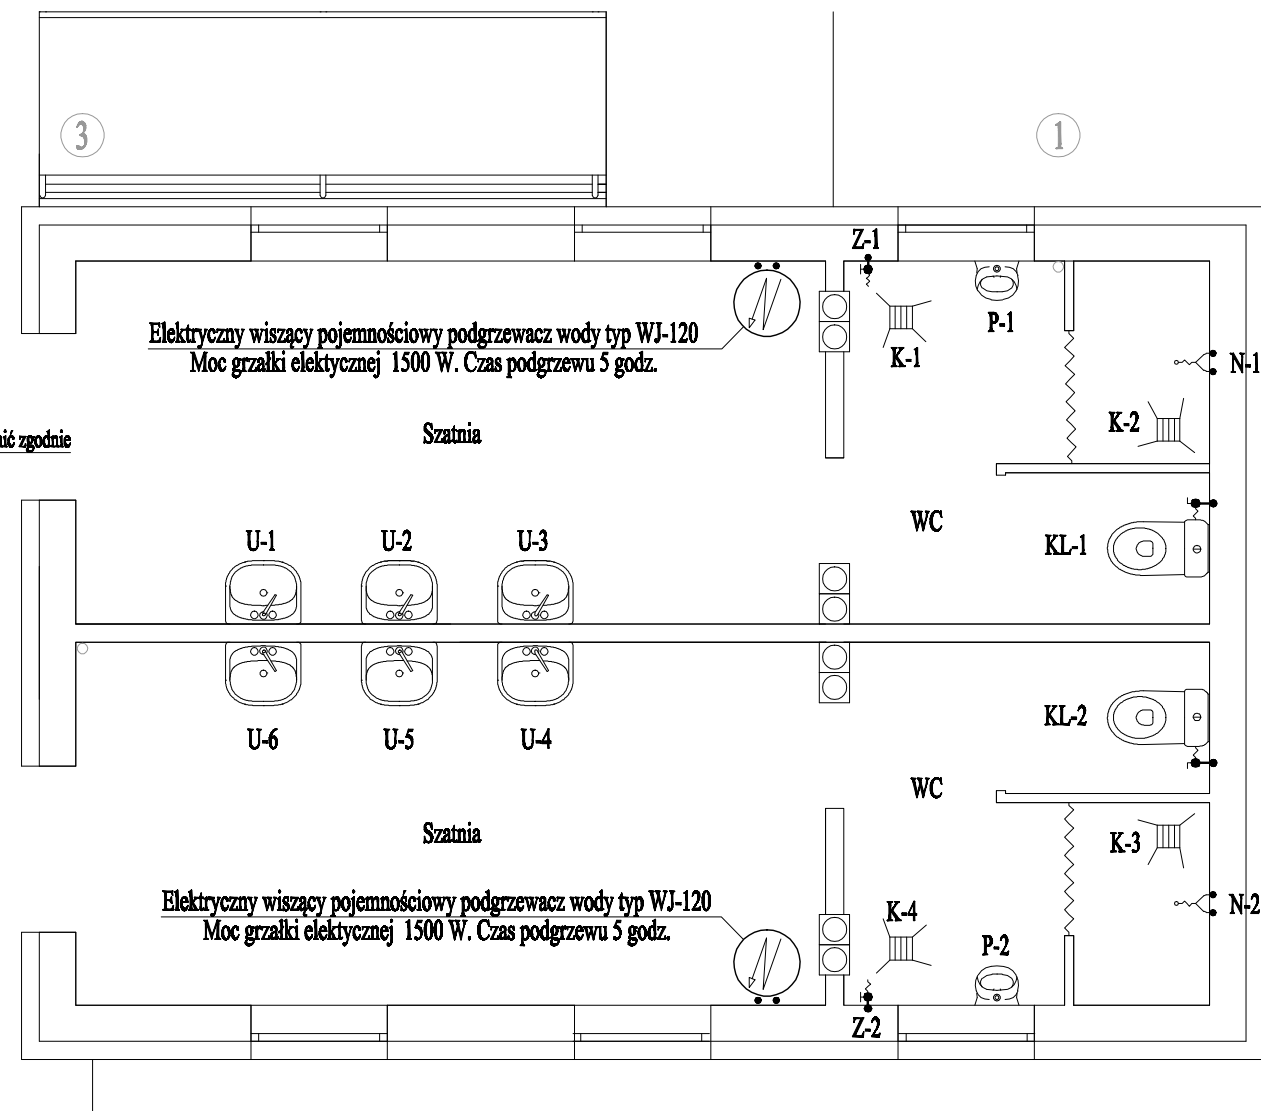 3
1
Z-1
P-1
Elektryczny wiszący pojemnościowy podgrzewacz wody typ WJ-120
Moc grzałki elektycznej 1500 W. Czas podgrzewu 5 godz.
K-1
N-1
K-2
Szatnia
zgodnie
WC
U-1
U-2
U-3
KL-1
KL-2
U-6
U-5
U-4
WC
Szatnia
K-3
Elektryczny wiszący pojemnościowy podgrzewacz wody typ WJ-120
Moc grzałki elektycznej 1500 W. Czas podgrzewu 5 godz.
K-4
N-2
P-2
Z-2